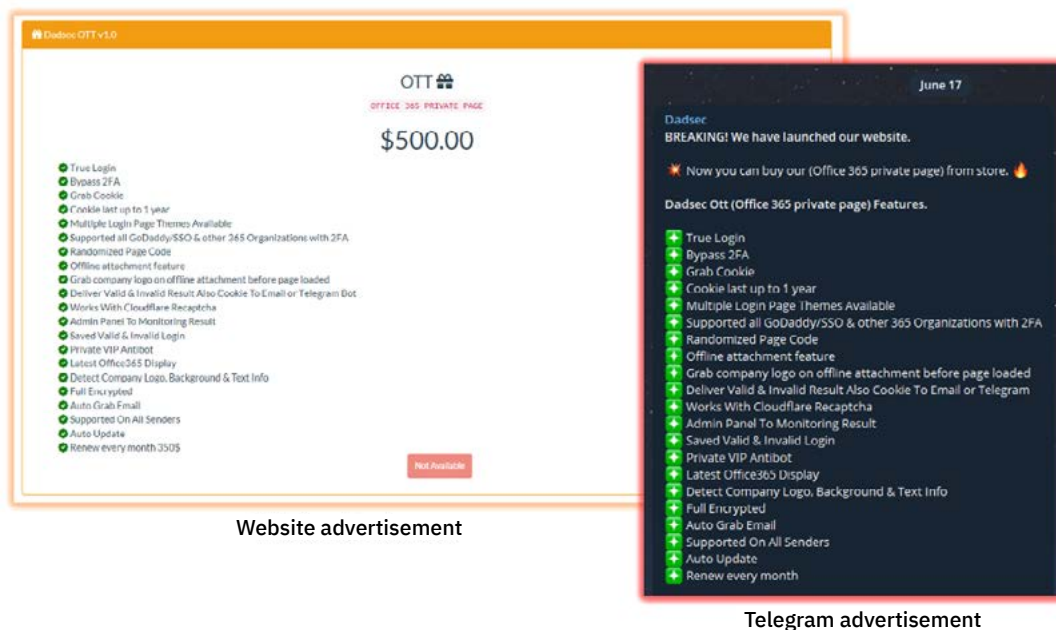 Dadsec OTT v1.0
OTT
OFFICE 365 PRIVATE PAGE
$500.00
True Login
Bypass 2FA
Grab Cookie
Cookie last up to 1 year
Multiple Login Page Themes Available
Supported all GoDaddy/SSO & other 365 Organizations with 2FA
Randomized Page Code
Offline attachment feature
Grab company logo on offline attachment before page loaded
Deliver Valid & Invalid Result Also Cookie To Email or Telegram Bot
Works With Cloudflare Recaptcha
Admin Panel To Monitoring Result
Saved Valid & Invalid Login
Private VIP Antibot
Latest Office365 Display
Detect Company Logo, Background & Text Info
Full Encrypted
Auto Grab Email
Supported On All Senders
Auto Update
Renew every month 350$
Not Available
Website advertisement
June 17
Dadsec
BREAKING! We have launched our website.
💥 Now you can buy our (Office 365 private page) from store. 🔥
Dadsec Ott (Office 365 private page) Features.
True Login
Bypass 2FA
Grab Cookie
Cookie last up to 1 year
Multiple Login Page Themes Available
Supported all GoDaddy/SSO & other 365 Organizations with 2FA
Randomized Page Code
Offline attachment feature
Grab company logo on offline attachment before page loaded
Deliver Valid & Invalid Result Also Cookie To Email or Telegram
Works With Cloudflare Recaptcha
Admin Panel To Monitoring Result
Saved Valid & Invalid Login
Private VIP Antibot
Latest Office365 Display
Detect Company Logo, Background & Text Info
Full Encrypted
Auto Grab Email
Supported On All Senders
Auto Update
Renew every month
Telegram advertisement